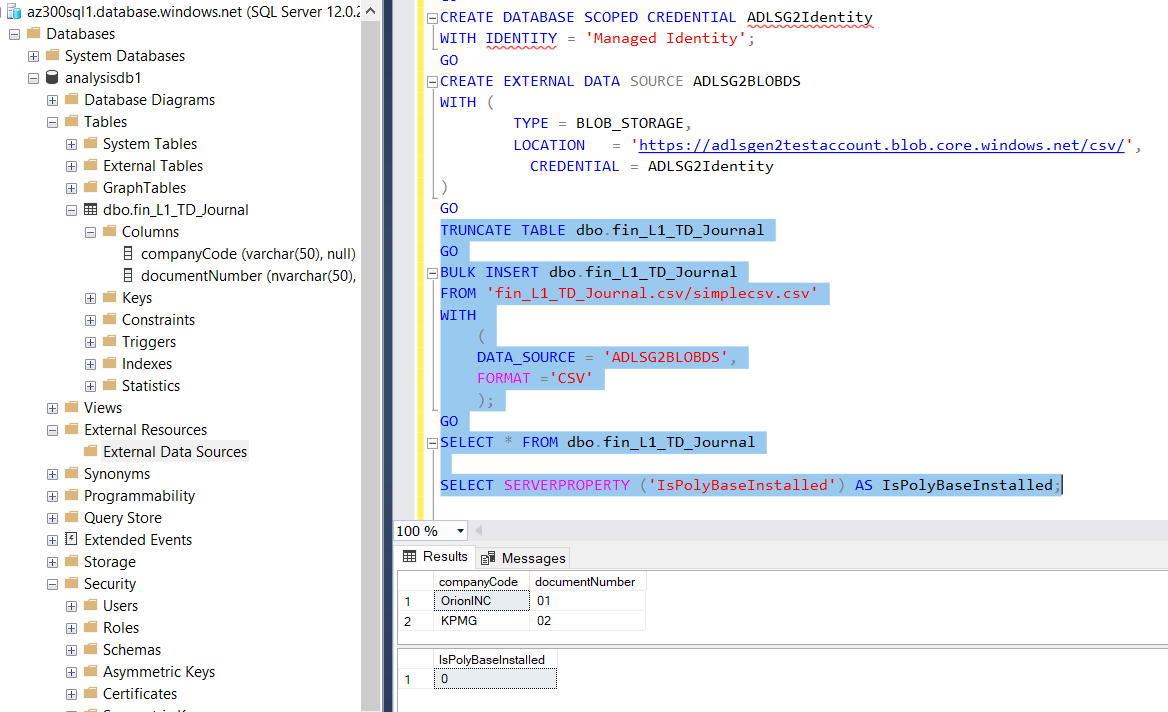 az300sql1.database.windows.net (SQL Server 12.0.2
Databases
System Databases
analysisdb1
Database Diagrams
Tables
System Tables
External Tables
GraphTables
dbo.fin_L1_TD_Journal
Columns
companyCode (varchar(50), null)
documentNumber (nvarchar(50),
Keys
Constraints
Triggers
Indexes
Statistics
Views
External Resources
External Data Sources
Synonyms
Programmability
Query Store
Extended Events
Storage
Security
Users
Roles
Schemas
Asymmetric Keys
Certificates
CREATE DATABASE SCOPED CREDENTIAL ADLSG2Identity
WITH IDENTITY = 'Managed Identity';
GO
CREATE EXTERNAL DATA SOURCE ADLSG2BLOBDS
WITH (
TYPE = BLOB_STORAGE,
LOCATION = 'https://adlsgen2testaccount.blob.core.windows.net/csv/',
CREDENTIAL = ADLSG2Identity
)
GO
TRUNCATE TABLE dbo.fin_L1_TD_Journal
GO
BULK INSERT dbo.fin_L1_TD_Journal
FROM 'fin_L1_TD_Journal.csv/simplecsv.csv'
WITH
(
DATA_SOURCE = 'ADLSG2BLOBDS',
FORMAT ='CSV'
);
GO
SELECT * FROM dbo.fin_L1_TD_Journal
SELECT SERVERPROPERTY ('IsPolyBaseInstalled') AS IsPolyBaseInstalled;
100 %
Results Messages
companyCode documentNumber
1 OrionINC 01
2 KPMG 02
IsPolyBaseInstalled
1 0